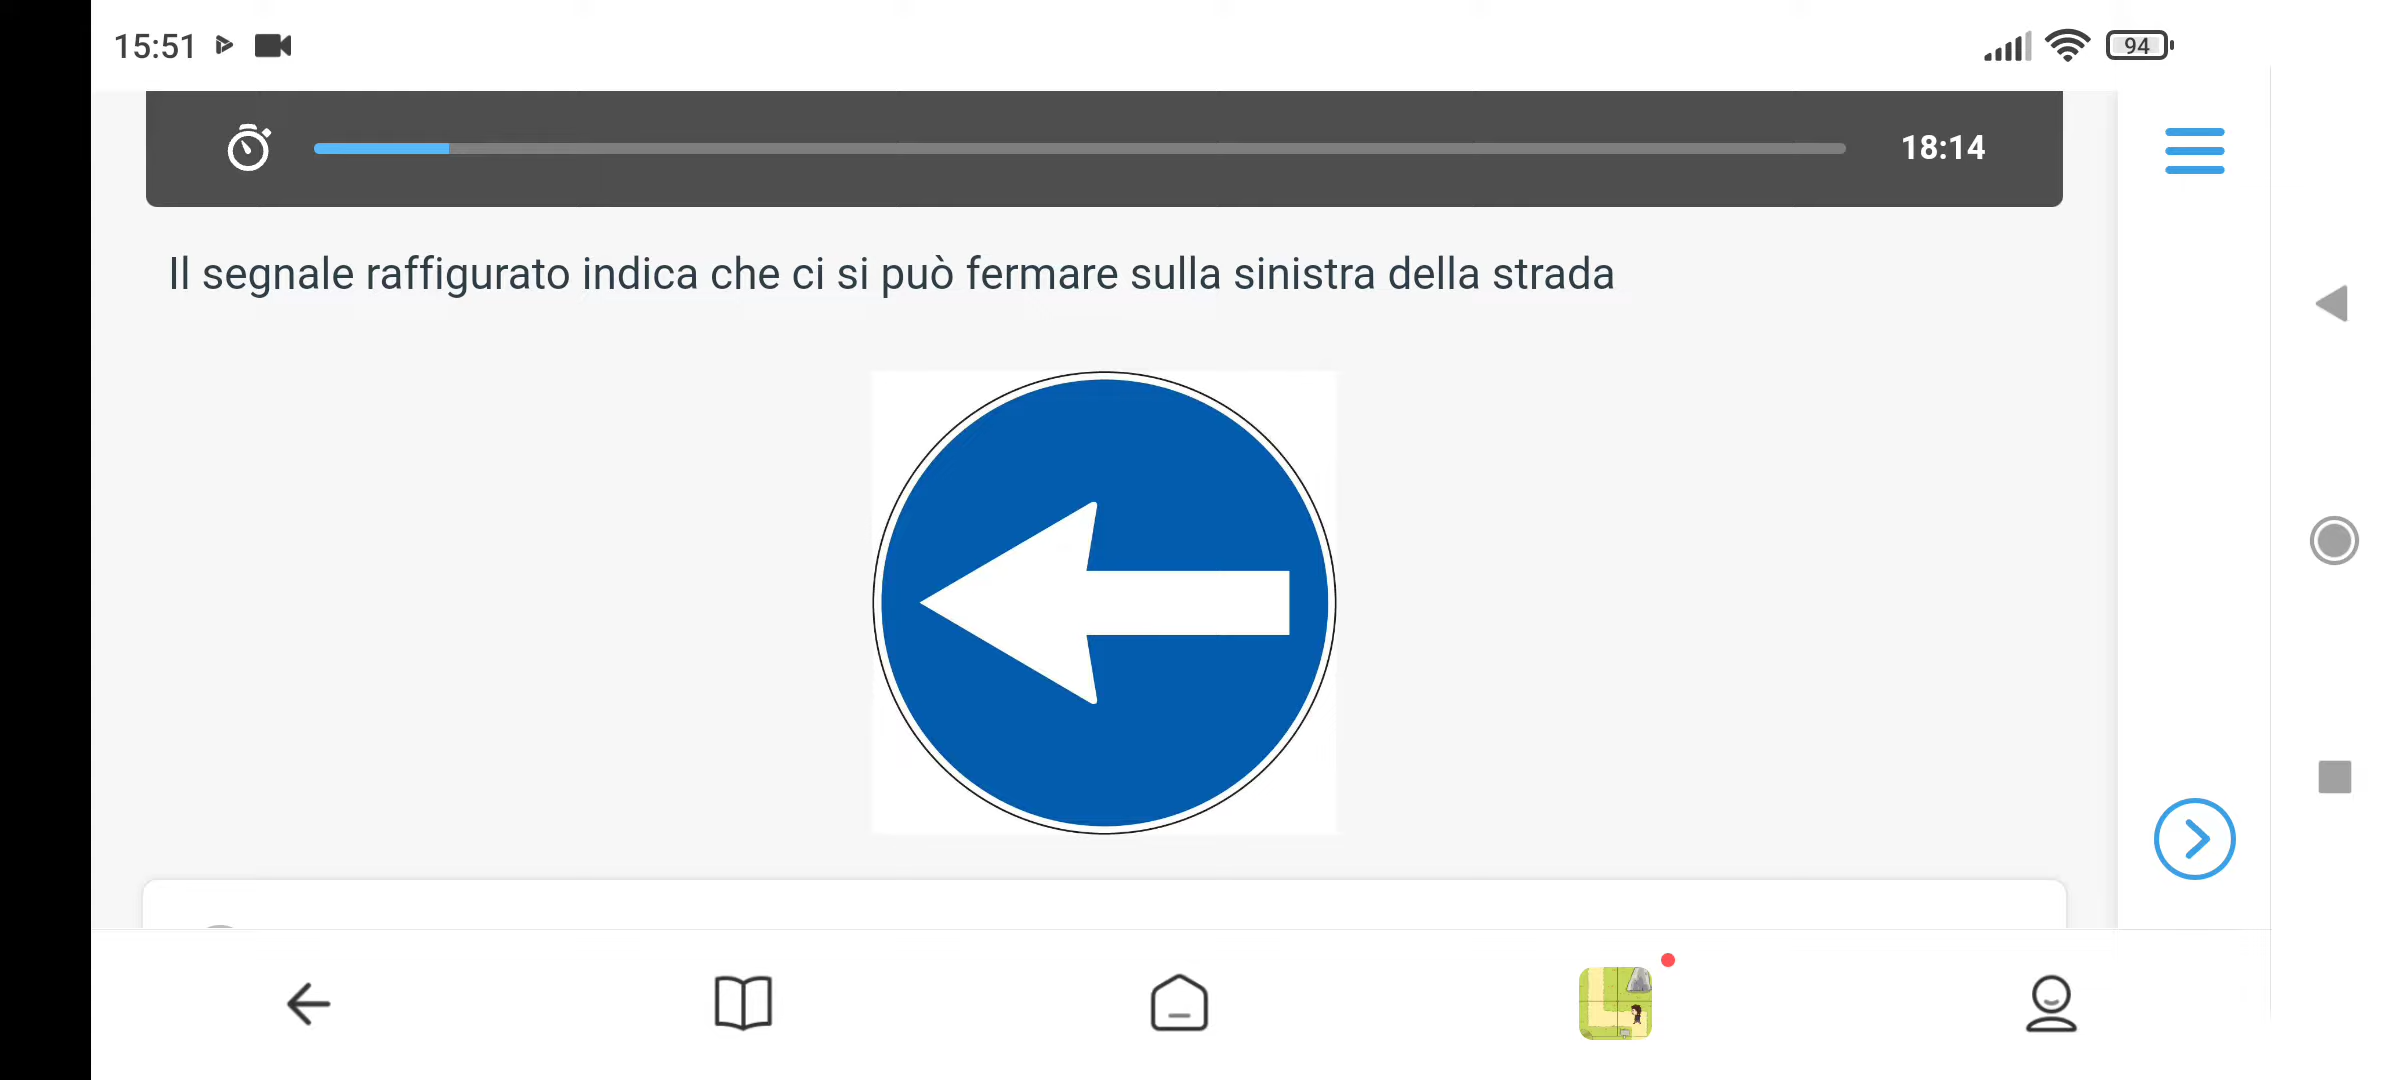 15:51
94
18:14
Il segnale raffigurato indica che ci si può fermare sulla sinistra della strada